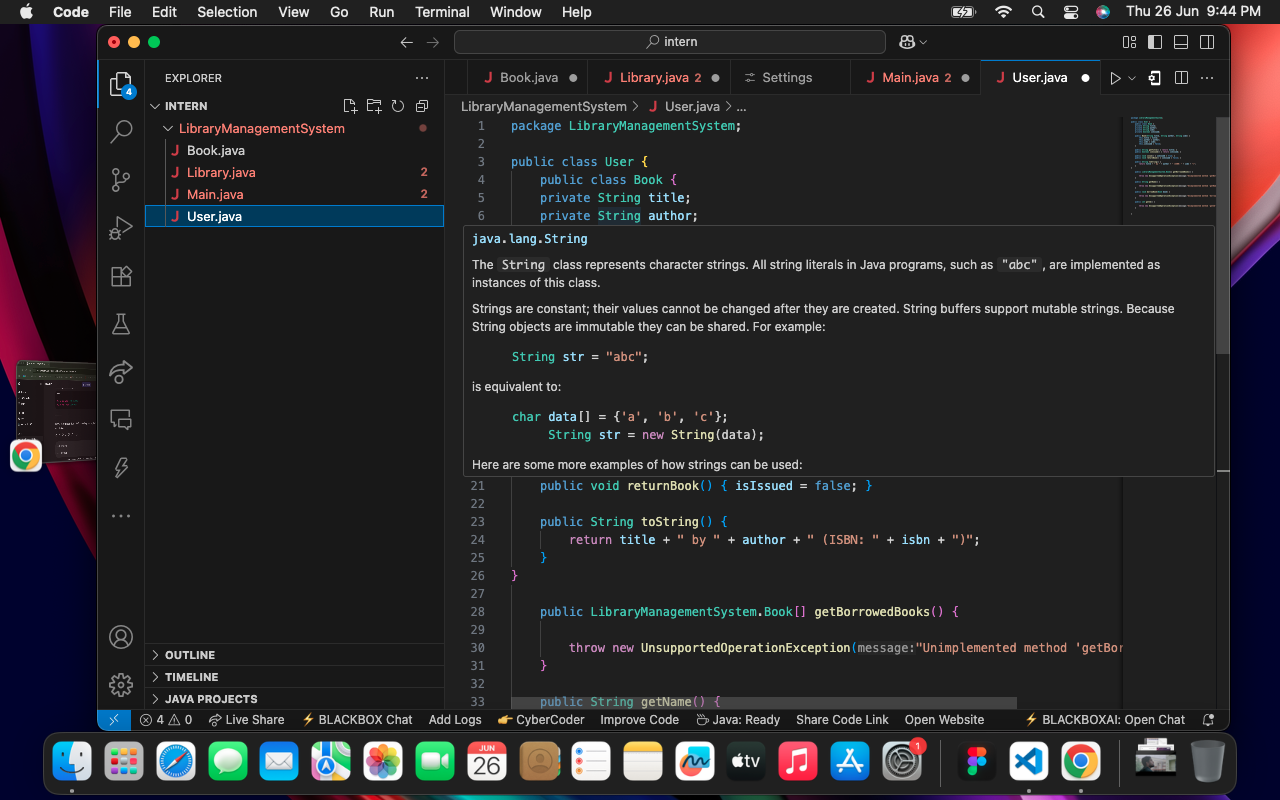 Code File Edit Selection View Go Run Terminal Window Help Thu 26 Jun 9:44 PM
intern
EXPLORER
INTERN
LibraryManagementSystem
Book.java
Library.java 2
Main.java 2
User.java
OUTLINE
TIMELINE
JAVA PROJECTS
4
Book.java Library.java 2 Settings Main.java 2 User.java
LibraryManagementSystem > User.java > ...
1 package LibraryManagementSystem;
2
3 public class User {
4 public class Book {
5 private String title;
6 private String author;
java.lang.String
The String class represents character strings. All string literals in Java programs, such as "abc", are implemented as
instances of this class.
Strings are constant; their values cannot be changed after they are created. String buffers support mutable strings. Because
String objects are immutable they can be shared. For example:
String str = "abc";
is equivalent to:
char data[] = {'a', 'b', 'c'};
String str = new String(data);
Here are some more examples of how strings can be used:
21 public void returnBook() { isIssued = false; }
22
23 public String toString() {
24 return title + " by " + author + " (ISBN: " + isbn + ")";
25 }
26 }
27
28 public LibraryManagementSystem.Book[] getBorrowedBooks() {
29
30 throw new UnsupportedOperationException(message:"Unimplemented method 'getBor
31 }
32
33 public String getName() {
4 0 Live Share BLACKBOX Chat Add Logs CyberCoder Improve Code Java: Ready Share Code Link Open Website BLACKBOXAI: Open Chat
JUN
26
tv
1